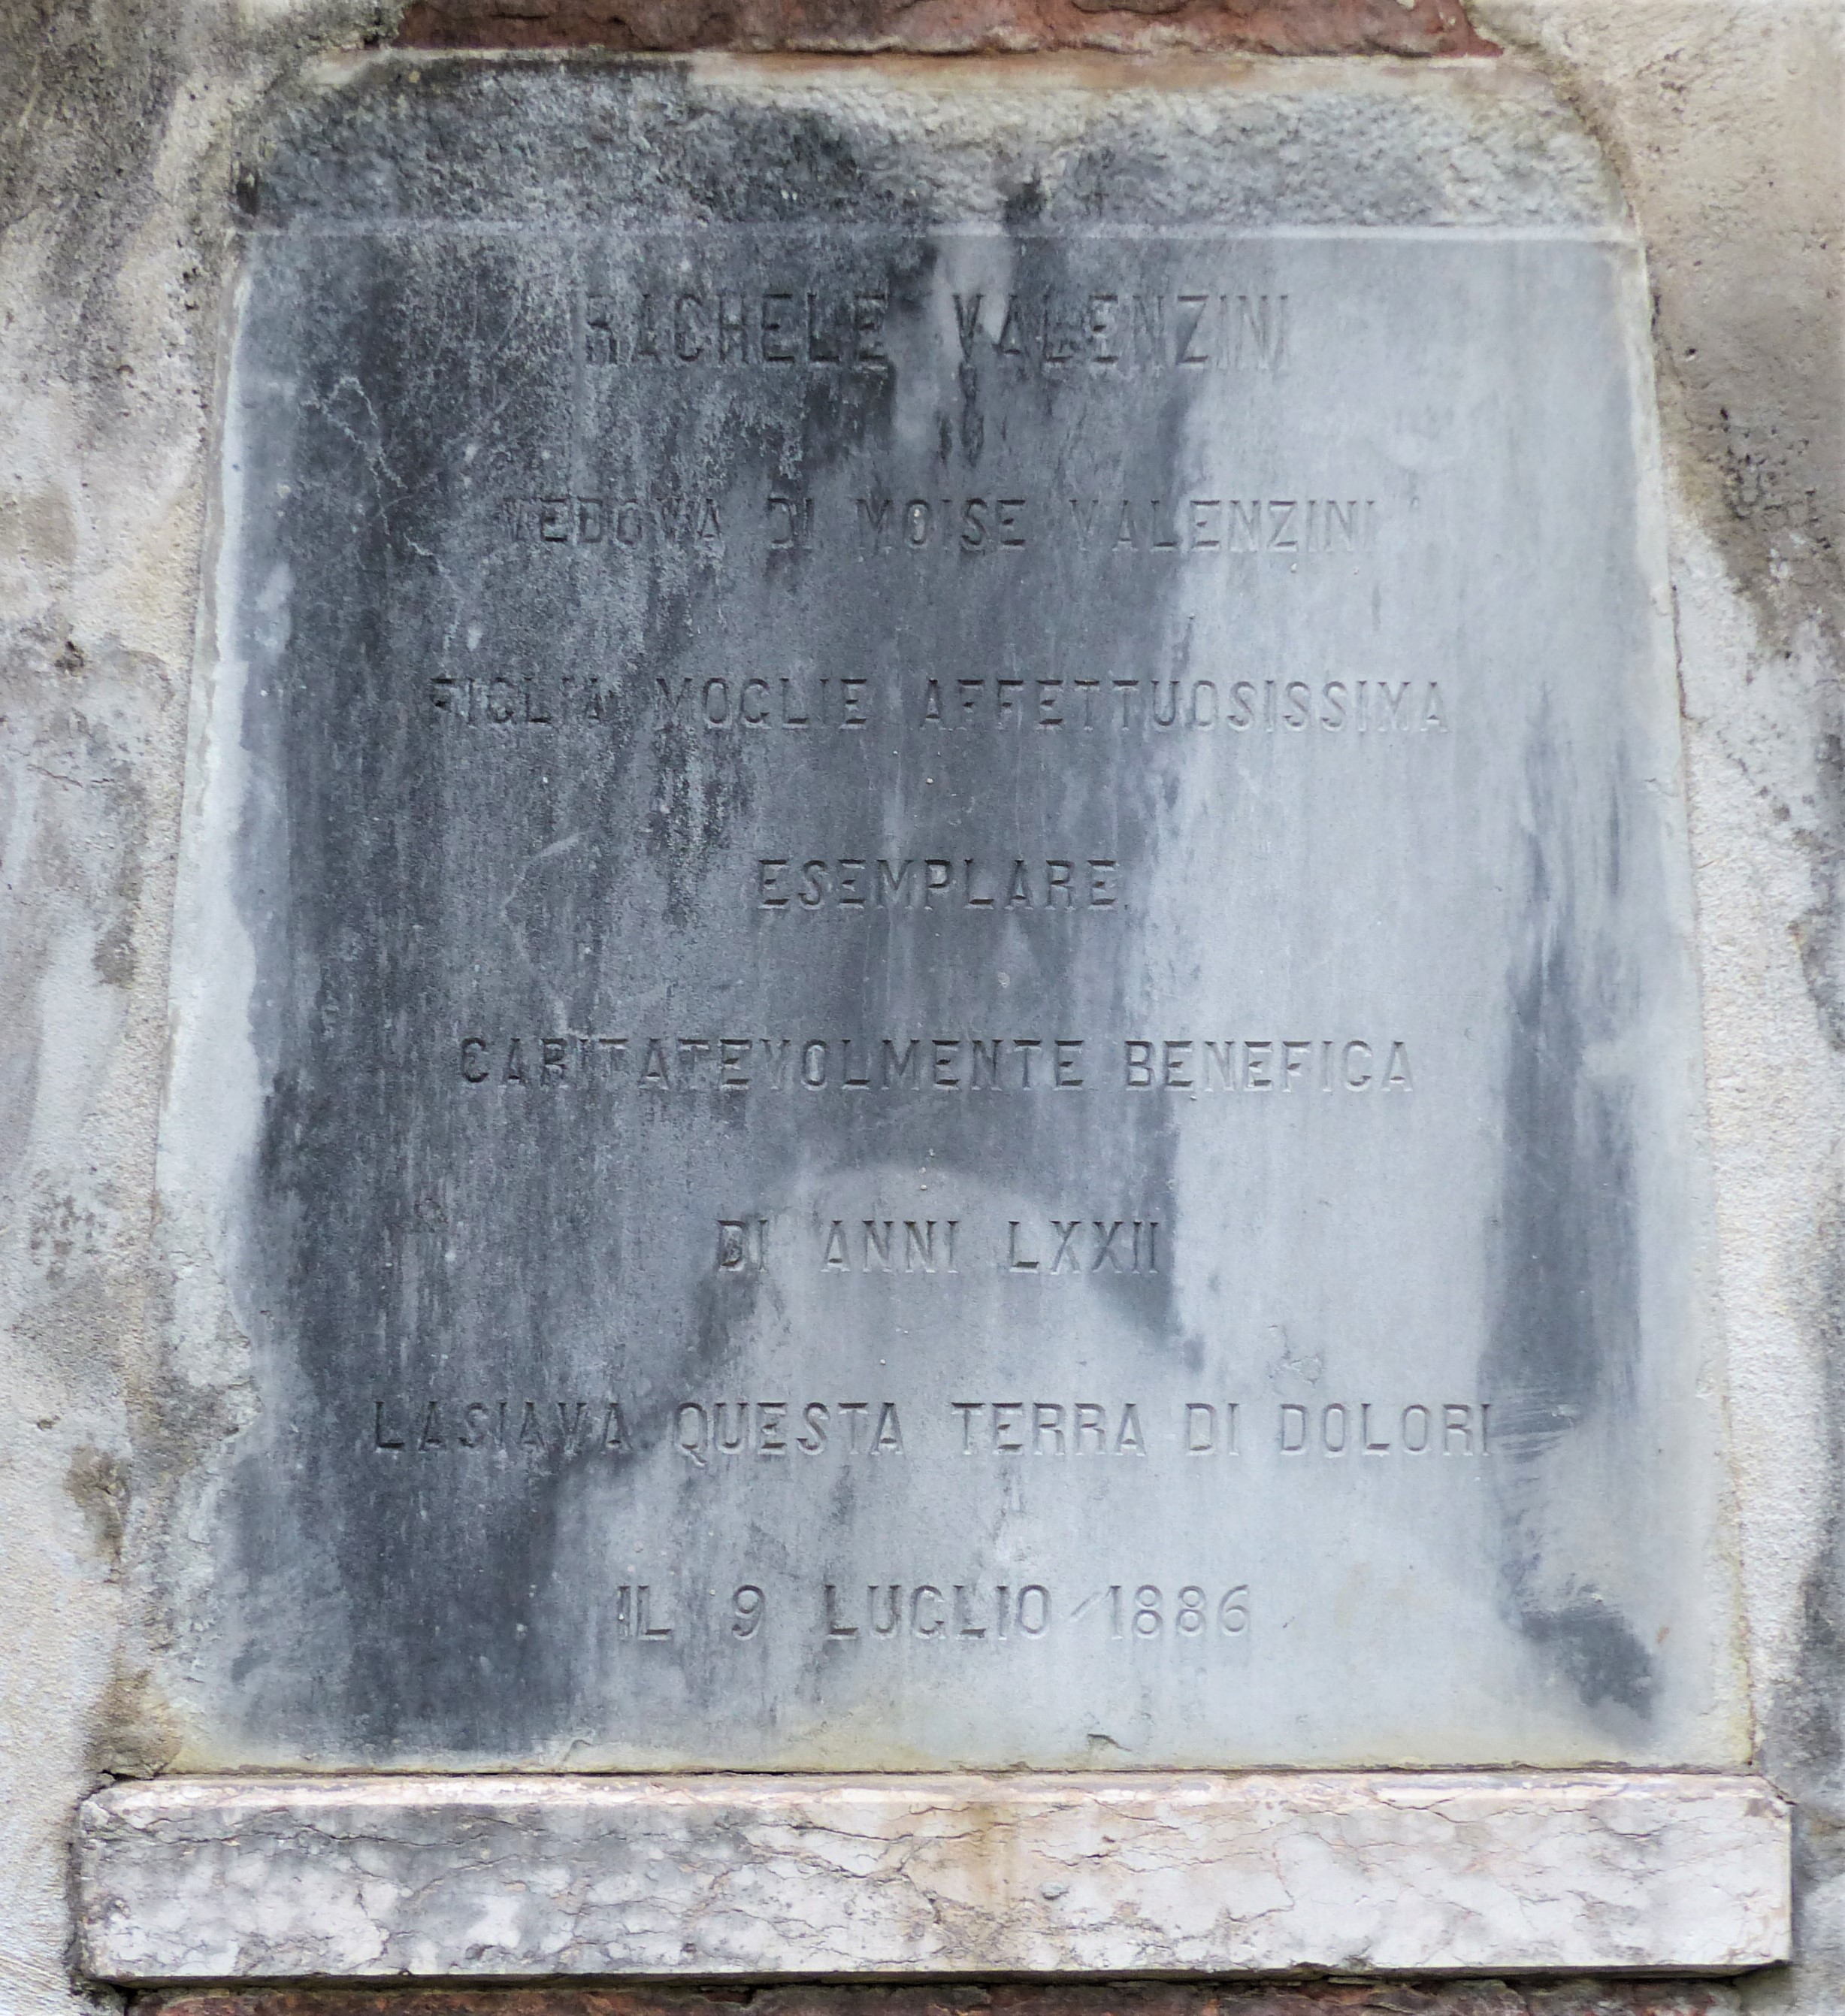 RACHELE VALENZINI
VEDOVA DI MOISE VALENZINI
FIGLIA MOGLIE AFFETTUOSISSIMA
ESEMPLARE
CARITATEVOLMENTE BENEFICA
DI ANNI LXXII
LASIAVA QUESTA TERRA DI DOLORI
IL 9 LUGLIO 1886